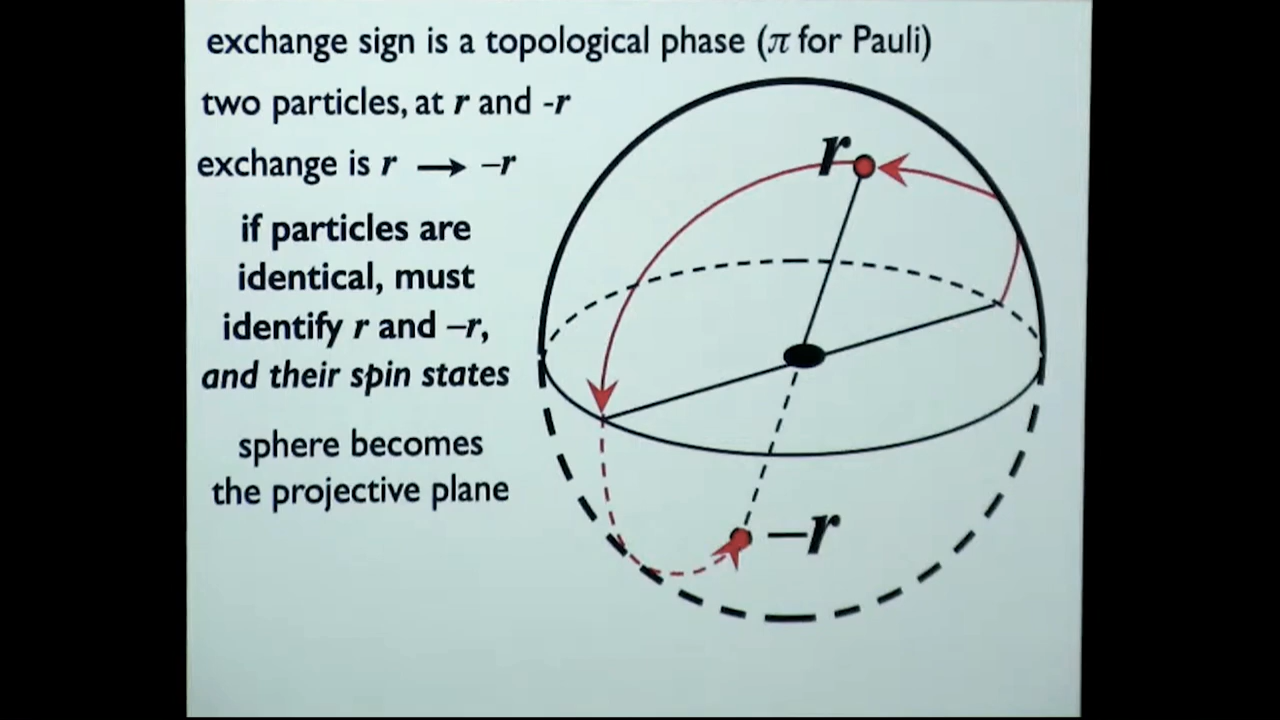 exchange sign is a topological phase (π for Pauli)
two particles, at r and -r
exchange is r → –r
if particles are
identical, must
identify r and –r,
and their spin states
sphere becomes
the projective plane
r
–r